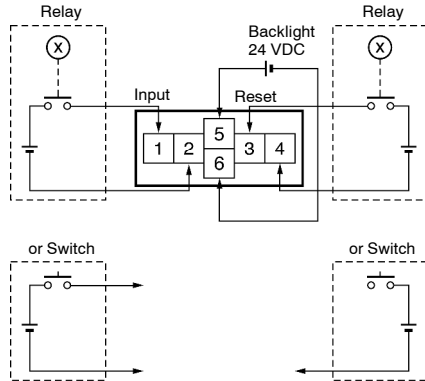 Relay
Backlight
24 VDC
Relay
X
X
Input
Reset
5
1 2 3 4
6
or Switch
or Switch